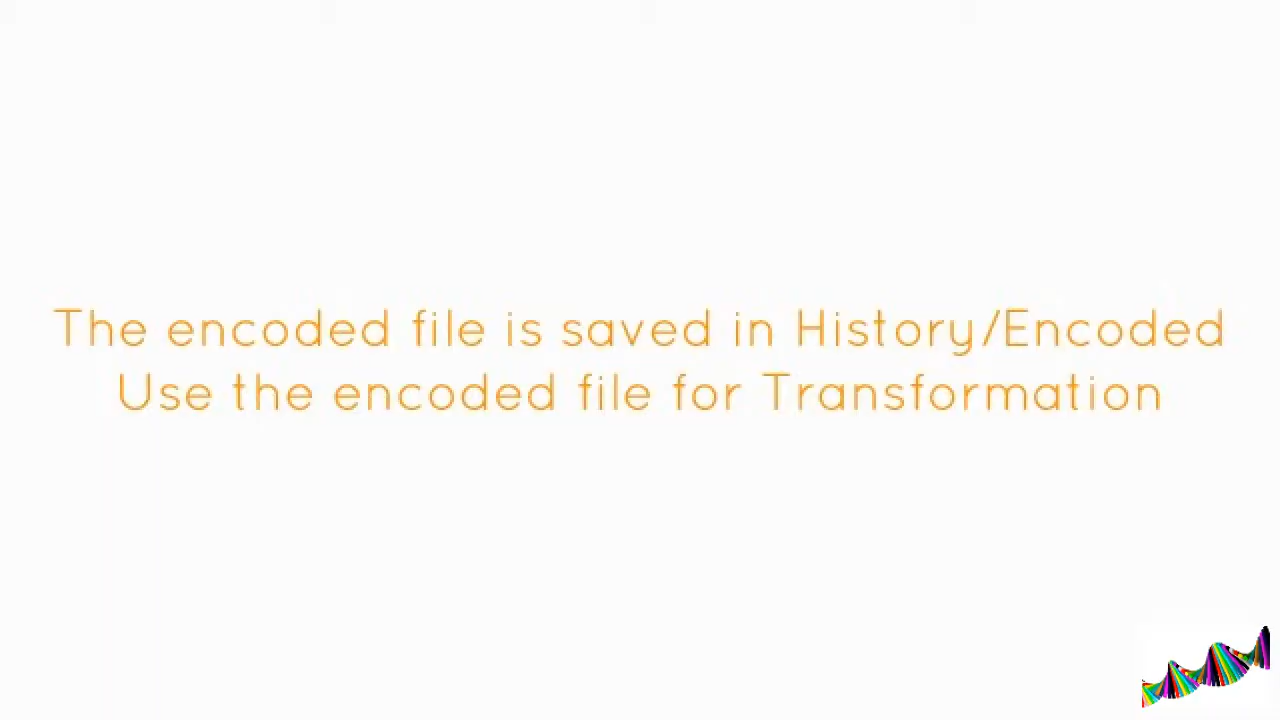 The encoded file is saved in History/Encoded
Use the encoded file for Transformation